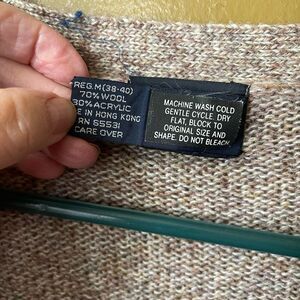 REG.M(38-40)
70% WOOL
30% ACRYLIC
E IN HONG KONG
RN 65531
CARE OVER
MACHINE WASH COLD
GENTLE CYCLE. DRY
FLAT, BLOCK TO
ORIGINAL SIZE AND
SHAPE. DO NOT BLEACH